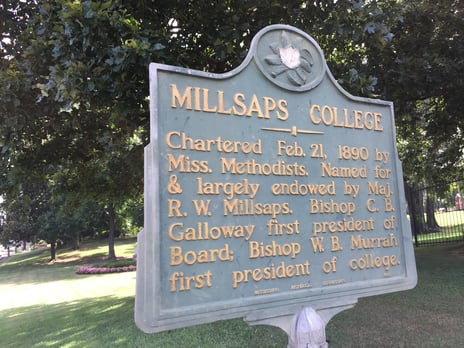 MILLSAPS COLLEGE
Chartered Feb. 21, 1890 by
Miss. Methodists. Named for
& largely endowed by Maj.
R. W. Millsaps. Bishop C. B.
Galloway first president of
Board; Bishop W. B. Murrah
first president of college.